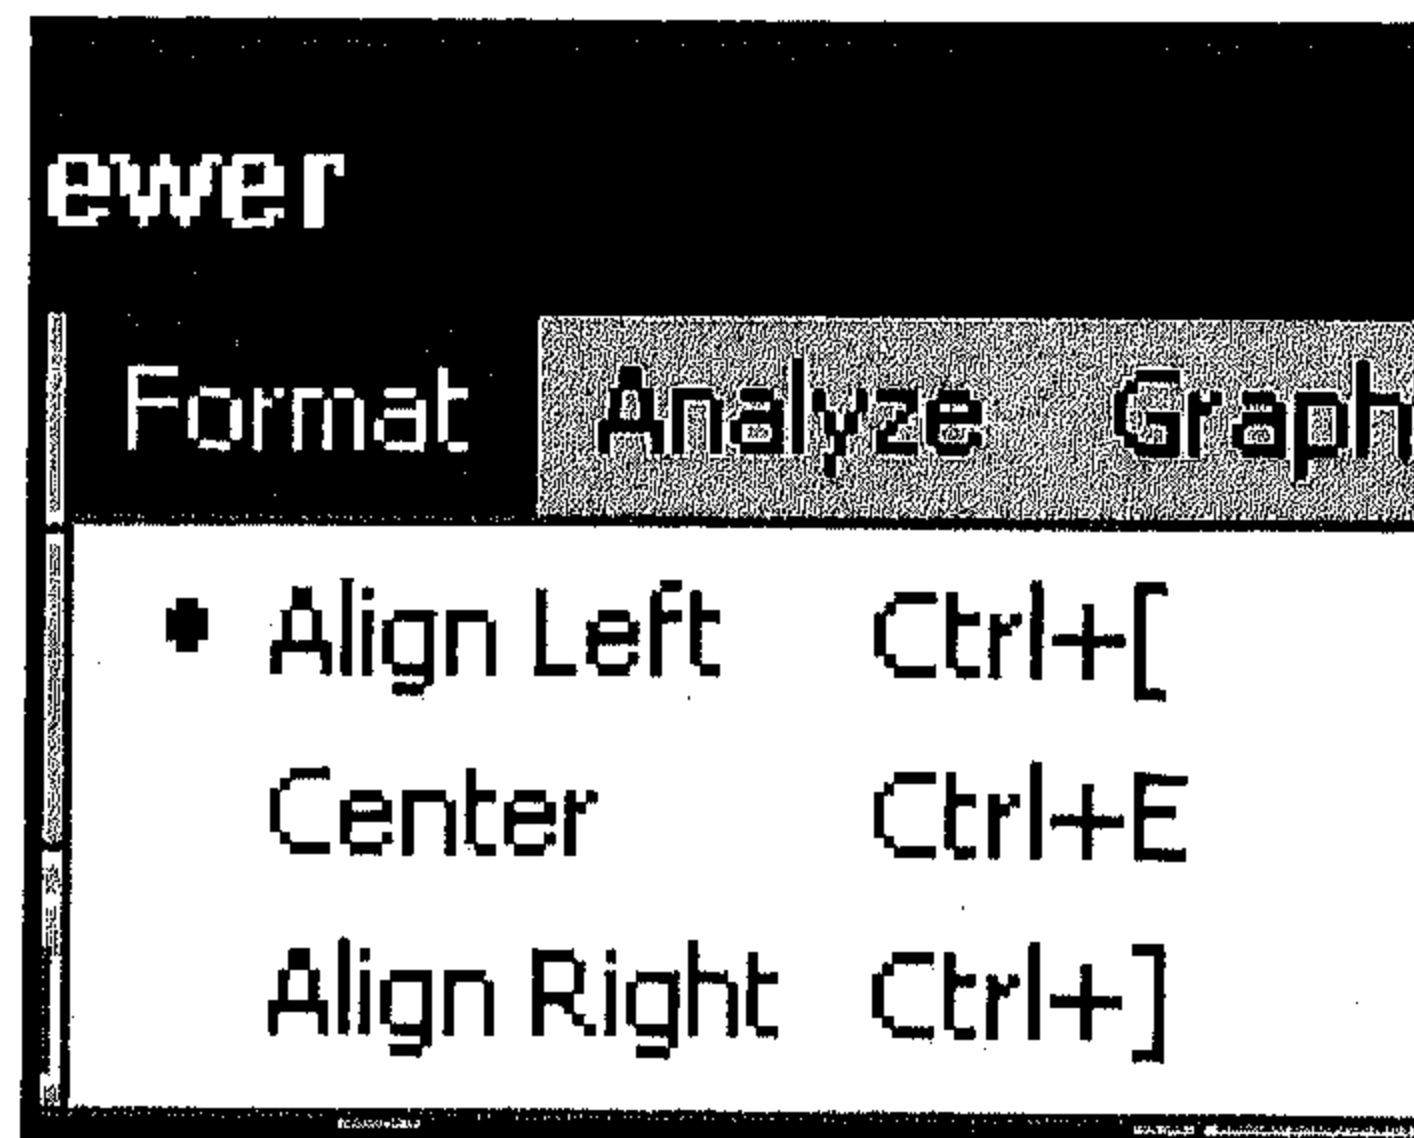 ewer
Format Analyze Graph
• Align Left Ctrl+[
Center Ctrl+E
Align Right Ctrl+]